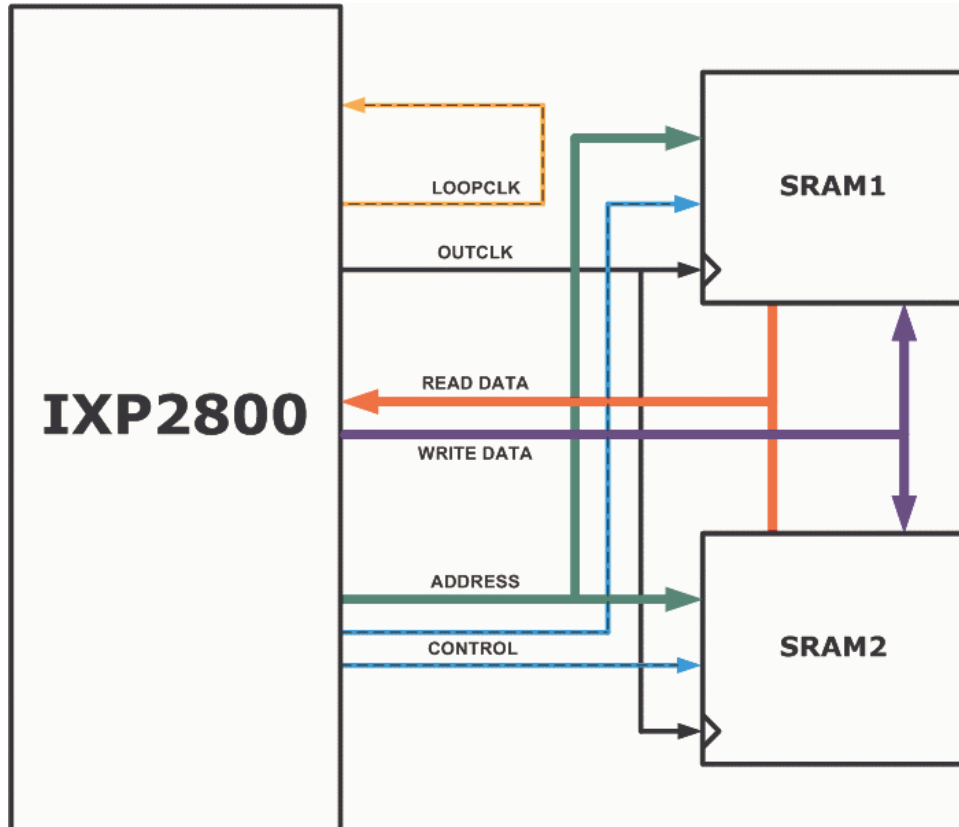 SRAM1
LOOPCLK
OUTCLK
READ DATA
IXP2800
WRITE DATA
ADDRESS
CONTROL
SRAM2